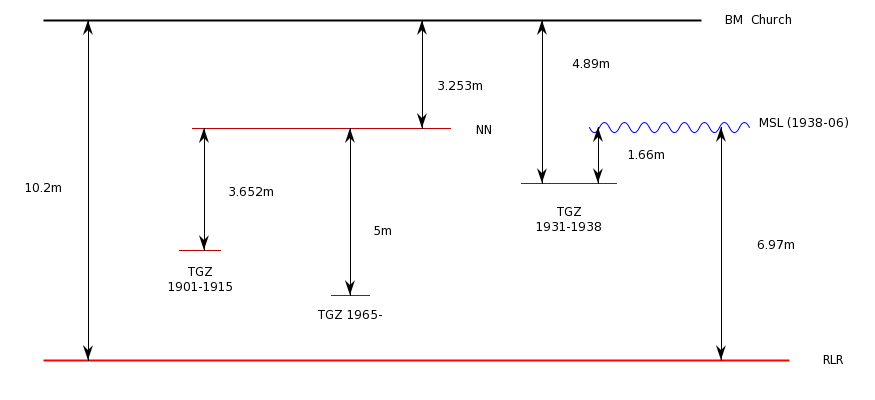 BM Church
4.89m
3.253m
MSL (1938-06)
NN
1.66m
10.2m
3.652m
TGZ
1931-1938
5m
6.97m
TGZ
1901-1915
TGZ 1965-
RLR